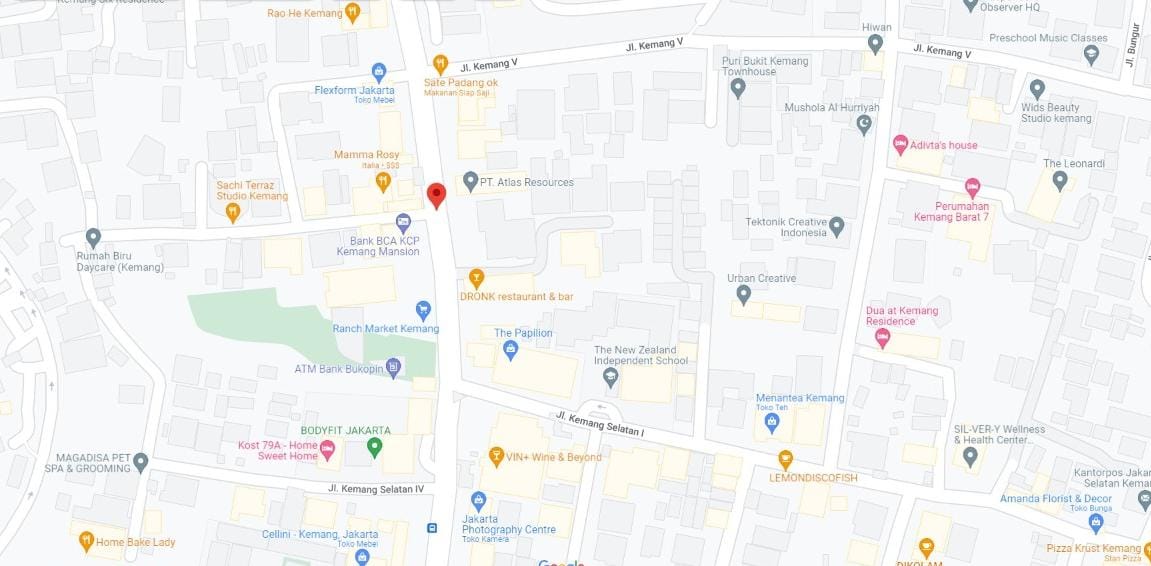 Kemang Six Residence
Rao He Kemang
Observer HQ
Hiwan
Preschool Music Classes
Jl. Bungur
Jl. Kemang V
Jl. Kemang V
Jl. Kemang V
Puri Bukit Kemang
Townhouse
Flexform Jakarta
Toko Mebel
Sate Padang ok
Makanan Siap Saji
Mushola Al Hurriyah
Wids Beauty
Studio kemang
Adivta's house
The Leonardi
Mamma Rosy
Italia · $$$
Sachi Terraz
Studio Kemang
PT. Atlas Resources
Perumahan
Kemang Barat 7
Tektonik Creative
Indonesia
Bank BCA KCP
Kemang Mansion
Rumah Biru
Daycare (Kemang)
Urban Creative
DRONK restaurant & bar
Dua at Kemang
Residence
Ranch Market Kemang
The Papilion
The New Zealand
Independent School
ATM Bank Bukopin
Menantea Kemang
Toko Teh
Jl. Kemang Selatan I
BODYFIT JAKARTA
Kost 79A - Home
Sweet Home
SIL-VER-Y Wellness
& Health Center...
MAGADISA PET
SPA & GROOMING
VIN+ Wine & Beyond
LEMONDISCOFISH
Kantorpos Jakar
Selatan Keman
Jl. Kemang Selatan IV
Amanda Florist & Decor
Toko Bunga
Jakarta
Photography Centre
Toko Kamera
Cellini - Kemang, Jakarta
Toko Mebel
Home Bake Lady
Pizza Krust Kemang
Stan Pizza
DIKOLAM
Google